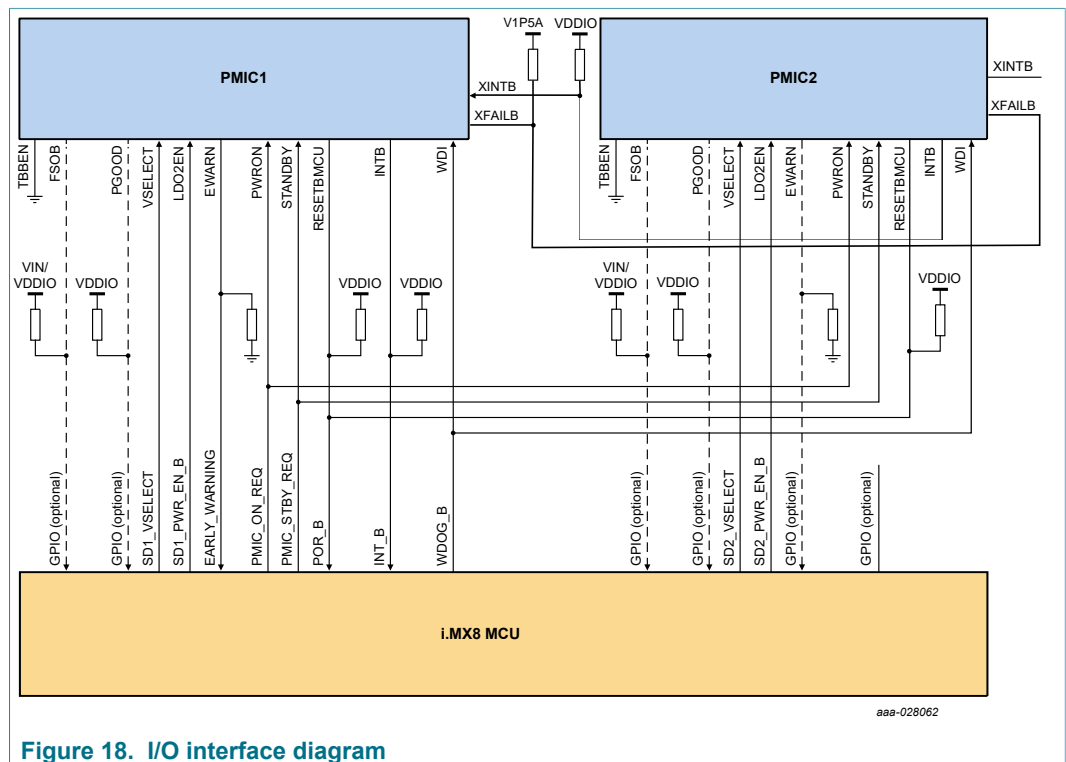 V1P5A VDDIO
PMIC1
PMIC2
XINTB
XFAILB
XINTB
XFAILB
TBBEN
FSOB
PGOOD
VSELECT
LDO2EN
EWARN
PWRON
STANDBY
RESETBMCU
INTB
WDI
TBBEN
FSOB
PGOOD
VSELECT
LDO2EN
EWARN
PWRON
STANDBY
RESETBMCU
INTB
WDI
VIN/
VDDIO
VDDIO
VDDIO
VDDIO
VIN/
VDDIO
VDDIO
VDDIO
GPIO (optional)
GPIO (optional)
SD1_VSELECT
SD1_PWR_EN_B
EARLY_WARNING
PMIC_ON_REQ
PMIC_STBY_REQ
POR_B
INT_B
WDOG_B
GPIO (optional)
GPIO (optional)
SD2_VSELECT
SD2_PWR_EN_B
GPIO (optional)
GPIO (optional)
i.MX8 MCU
aaa-028062
Figure 18. I/O interface diagram